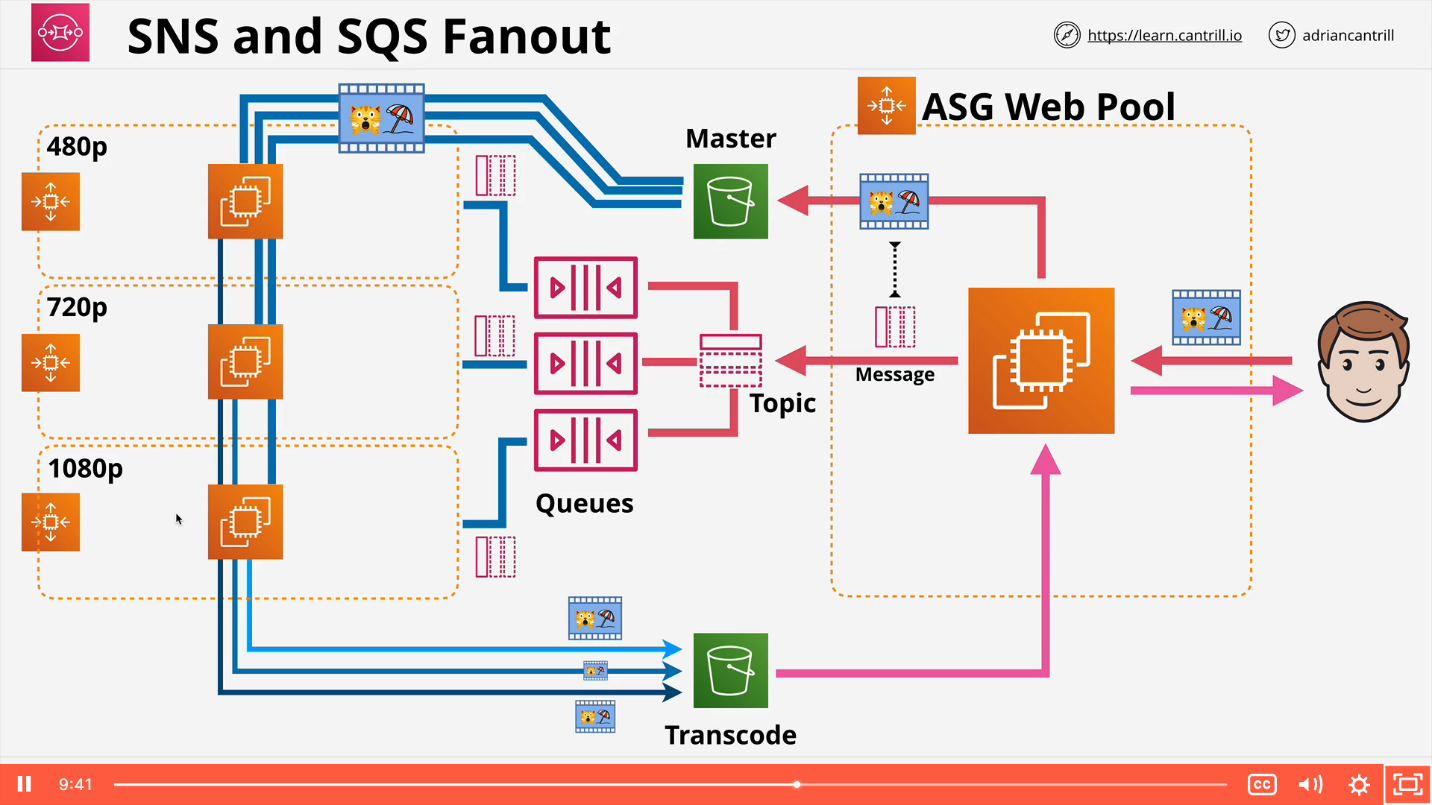 SNS and SQS Fanout
https://learn.cantrill.io
adriancantrill
480p
Master
ASG Web Pool
720p
Message
Topic
1080p
Queues
Transcode
9:41
CC